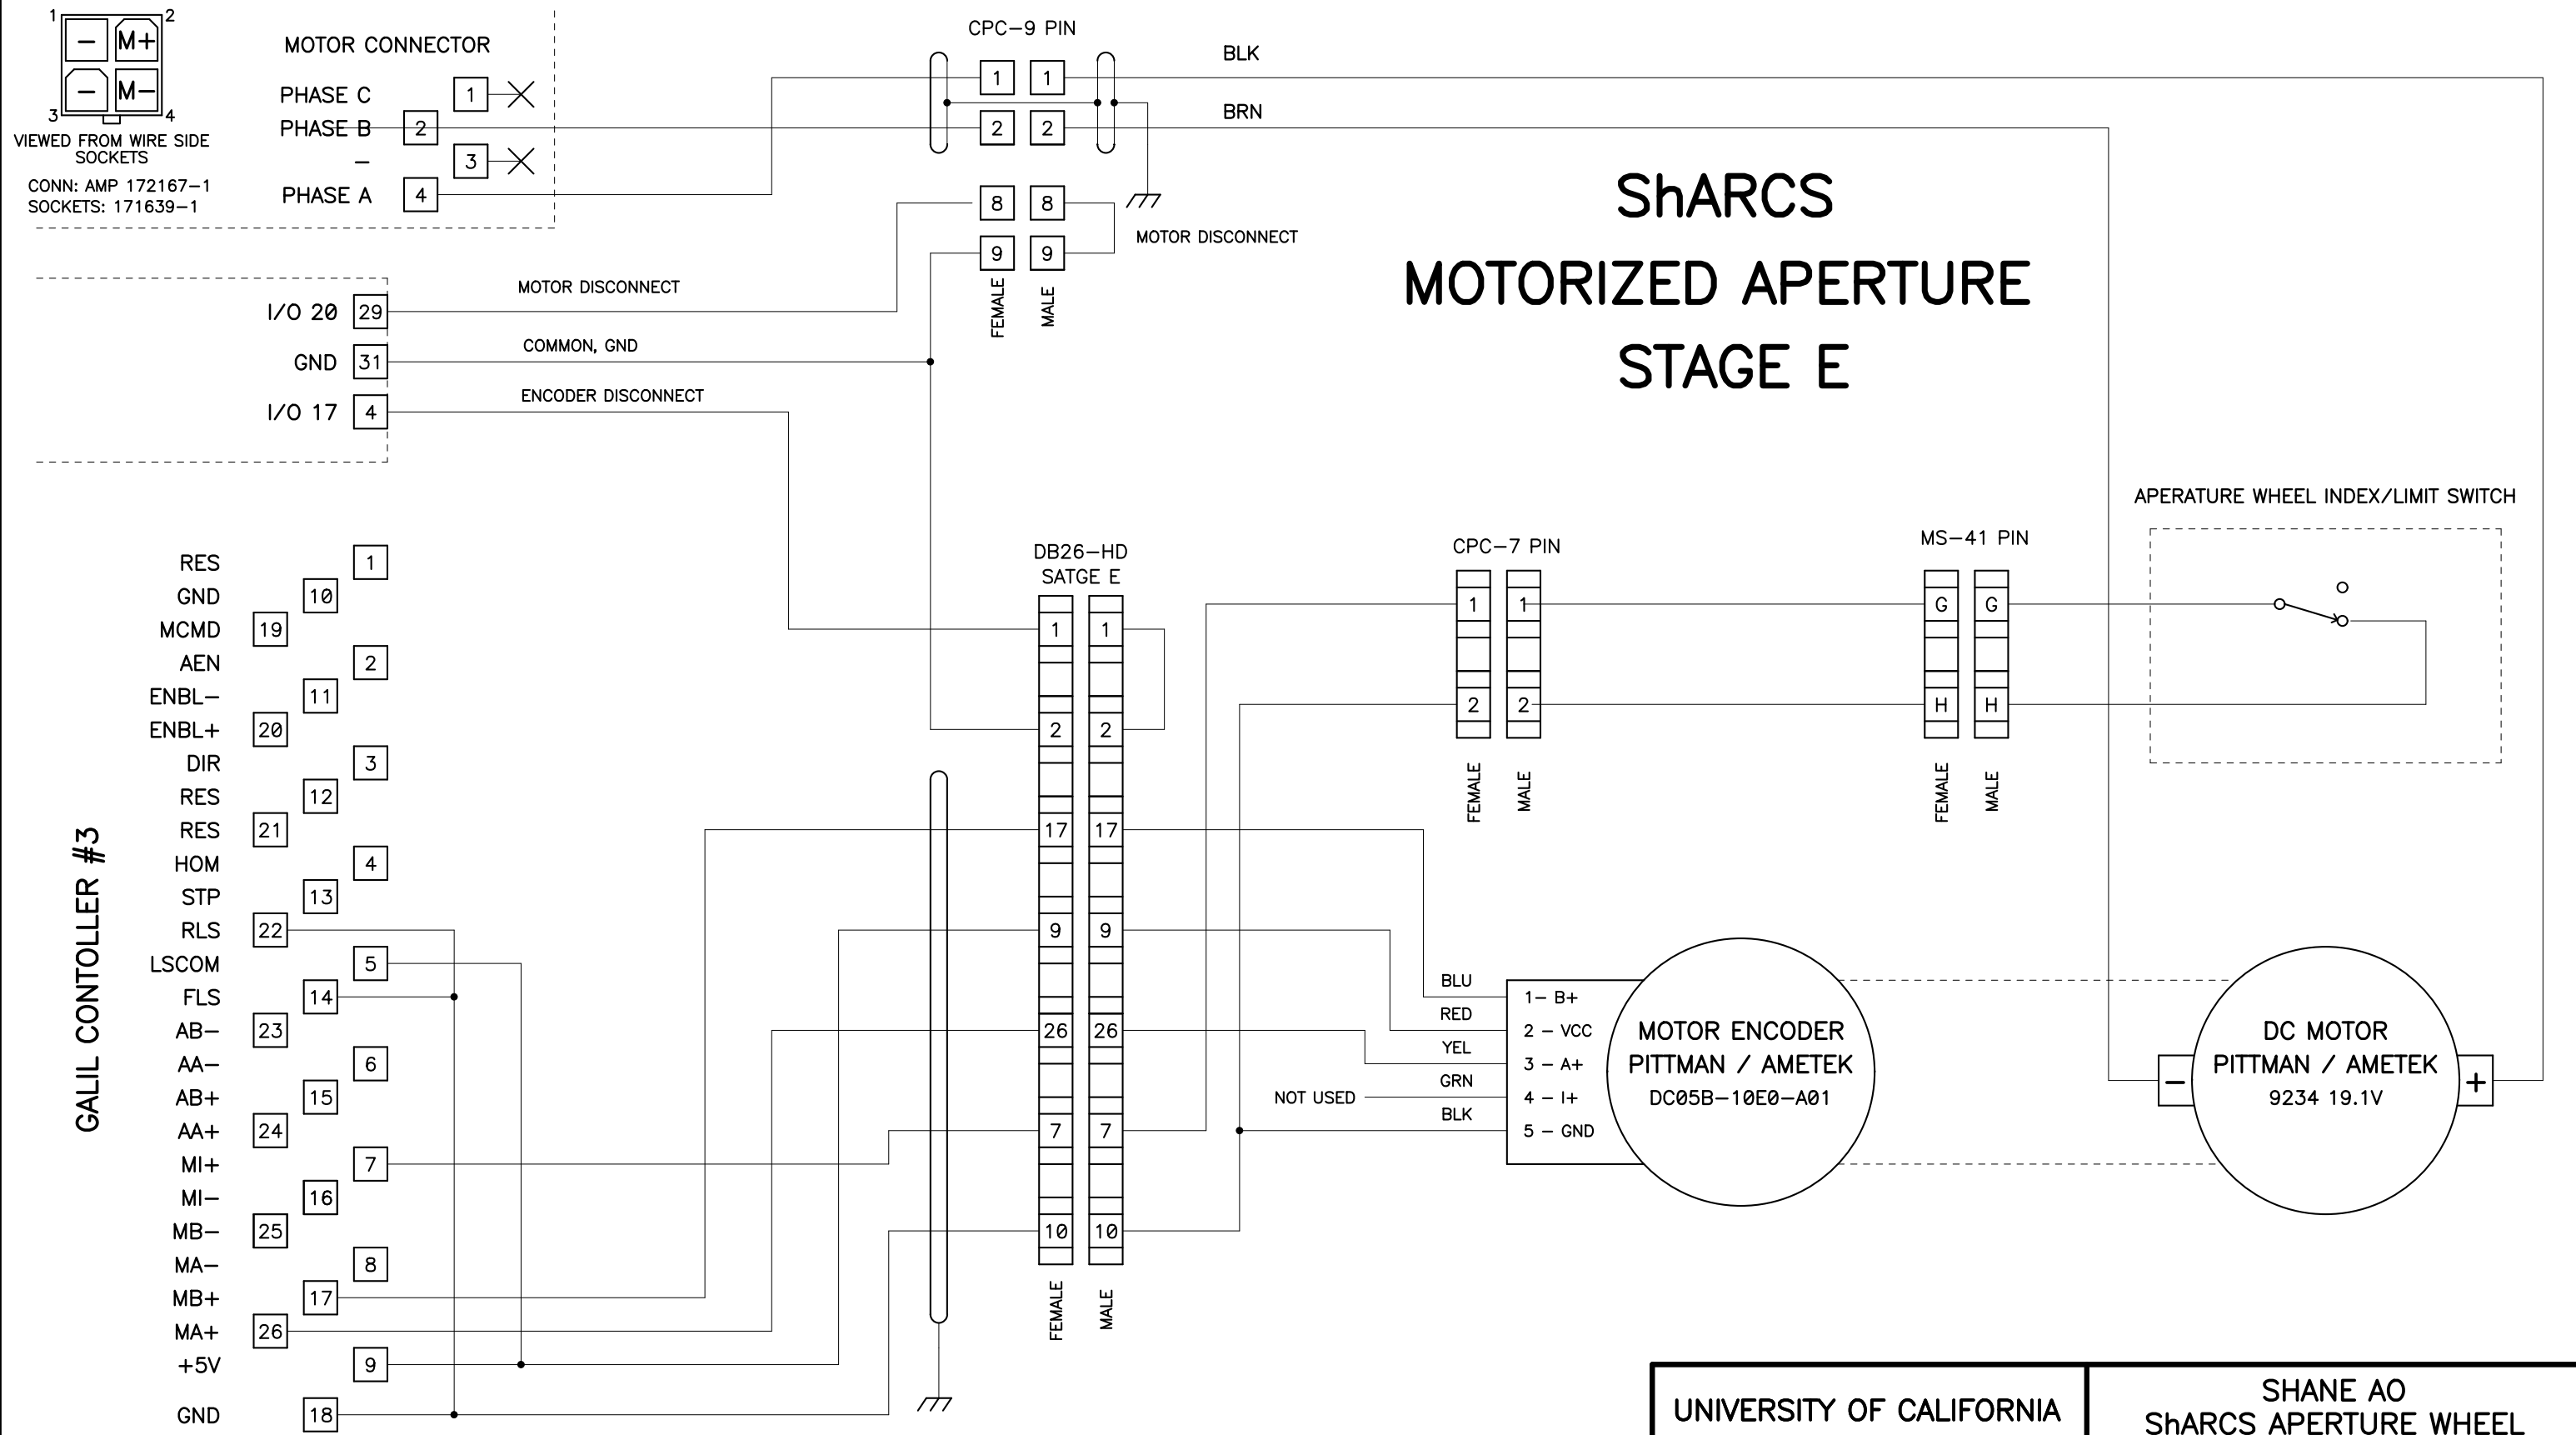 1
2
-
M+
-
M-
3
4
VIEWED FROM WIRE SIDE
SOCKETS
CONN: AMP 172167-1
SOCKETS: 171639-1
MOTOR CONNECTOR
PHASE C
1
PHASE B
2
-
3
PHASE A
4
CPC-9 PIN
1 1
2 2
8 8
9 9
FEMALE
MALE
BLK
BRN
MOTOR DISCONNECT
ShARCS
MOTORIZED APERTURE
STAGE E
I/O 20 29
MOTOR DISCONNECT
GND 31
COMMON, GND
I/O 17 4
ENCODER DISCONNECT
GALIL CONTOLLER #3
RES 1
GND 10
MCMD 19
AEN 2
ENBL- 11
ENBL+ 20
DIR 3
RES 12
RES 21
HOM 4
STP 13
RLS 22
LSCOM 5
FLS 14
AB- 23
AA- 6
AB+ 15
AA+ 24
MI+ 7
MI- 16
MB- 25
MA- 8
MB+ 17
MA+ 26
+5V 9
GND 18
DB26-HD
SATGE E
1 1
2 2
17 17
9 9
26 26
7 7
10 10
FEMALE
MALE
CPC-7 PIN
1 1
2 2
FEMALE
MALE
MS-41 PIN
G G
H H
FEMALE
MALE
APERATURE WHEEL INDEX/LIMIT SWITCH
BLU
RED
YEL
GRN
NOT USED
BLK
1- B+
2 - VCC
3 - A+
4 - I+
5 - GND
MOTOR ENCODER
PITTMAN / AMETEK
DC05B-10E0-A01
-
DC MOTOR
PITTMAN / AMETEK
9234 19.1V
+
UNIVERSITY OF CALIFORNIA
SHANE AO
ShARCS APERTURE WHEEL